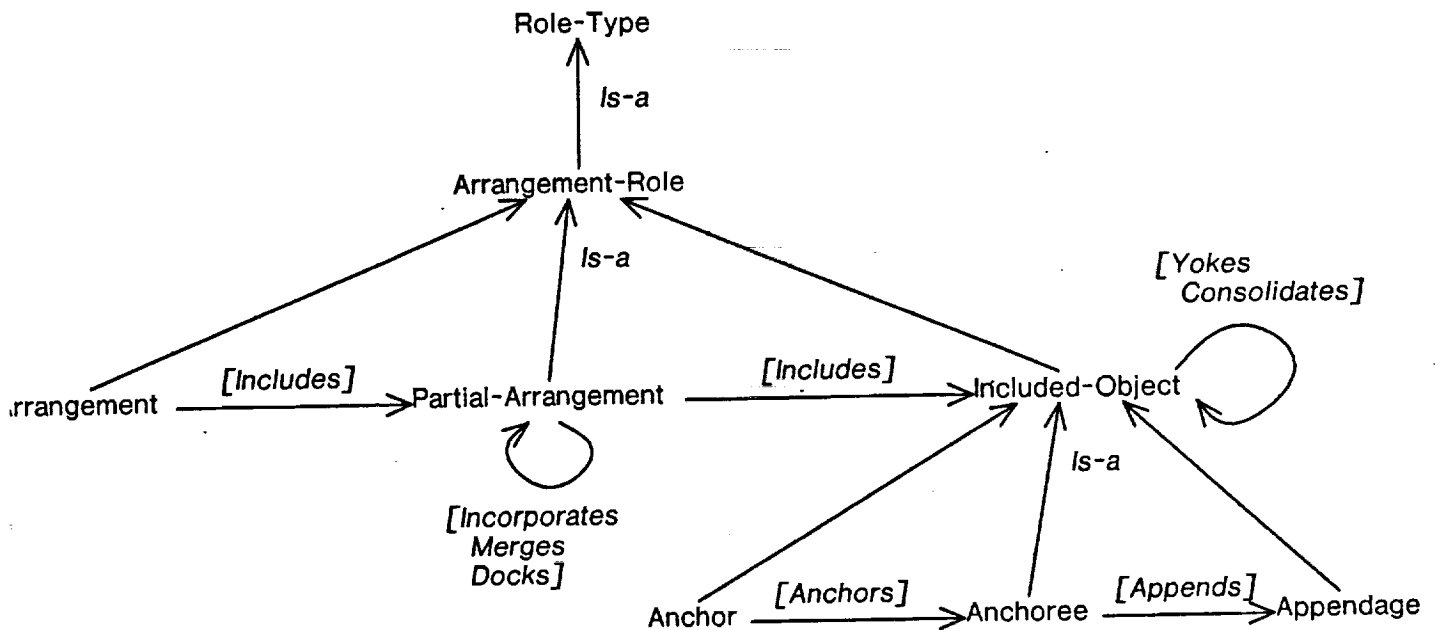 Role-Type
Is-a
Arrangement-Role
Is-a
[Yokes
Consolidates]
[Includes]
[Includes]
rrangement
Partial-Arrangement
Included-Object
Is-a
[Incorporates
Merges
Docks]
[Anchors]
[Appends]
Anchor
Anchoree
Appendage